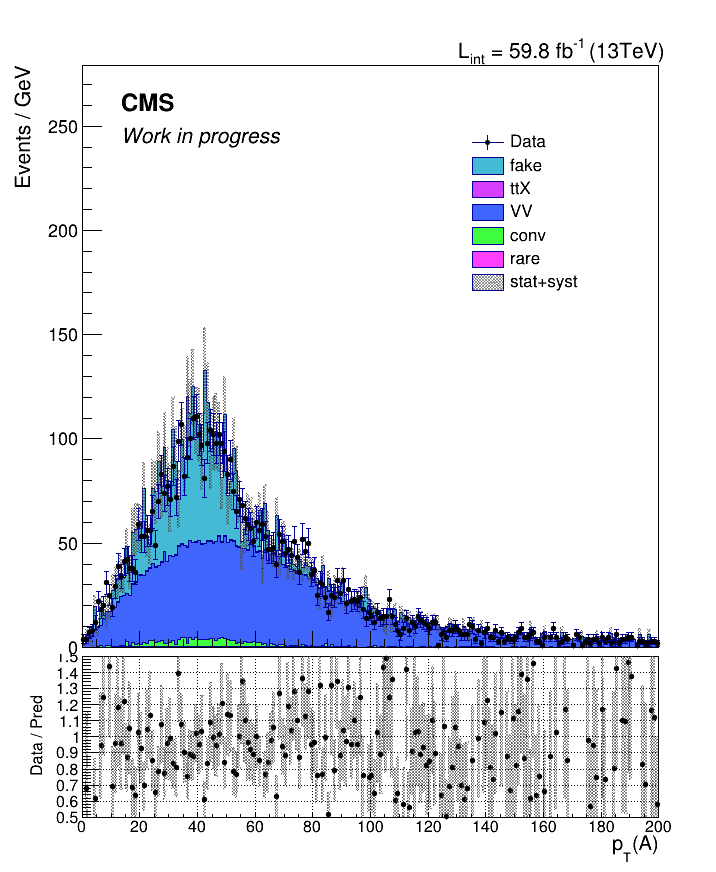 L_int = 59.8 fb^-1 (13TeV)
Events / GeV
CMS
Work in progress
Data
fake
ttX
VV
conv
rare
stat+syst
250
200
150
100
50
0
Data / Pred
1.5
1.4
1.3
1.2
1.1
1
0.9
0.8
0.7
0.6
0.5
0 20 40 60 80 100 120 140 160 180 200
p_T(A)